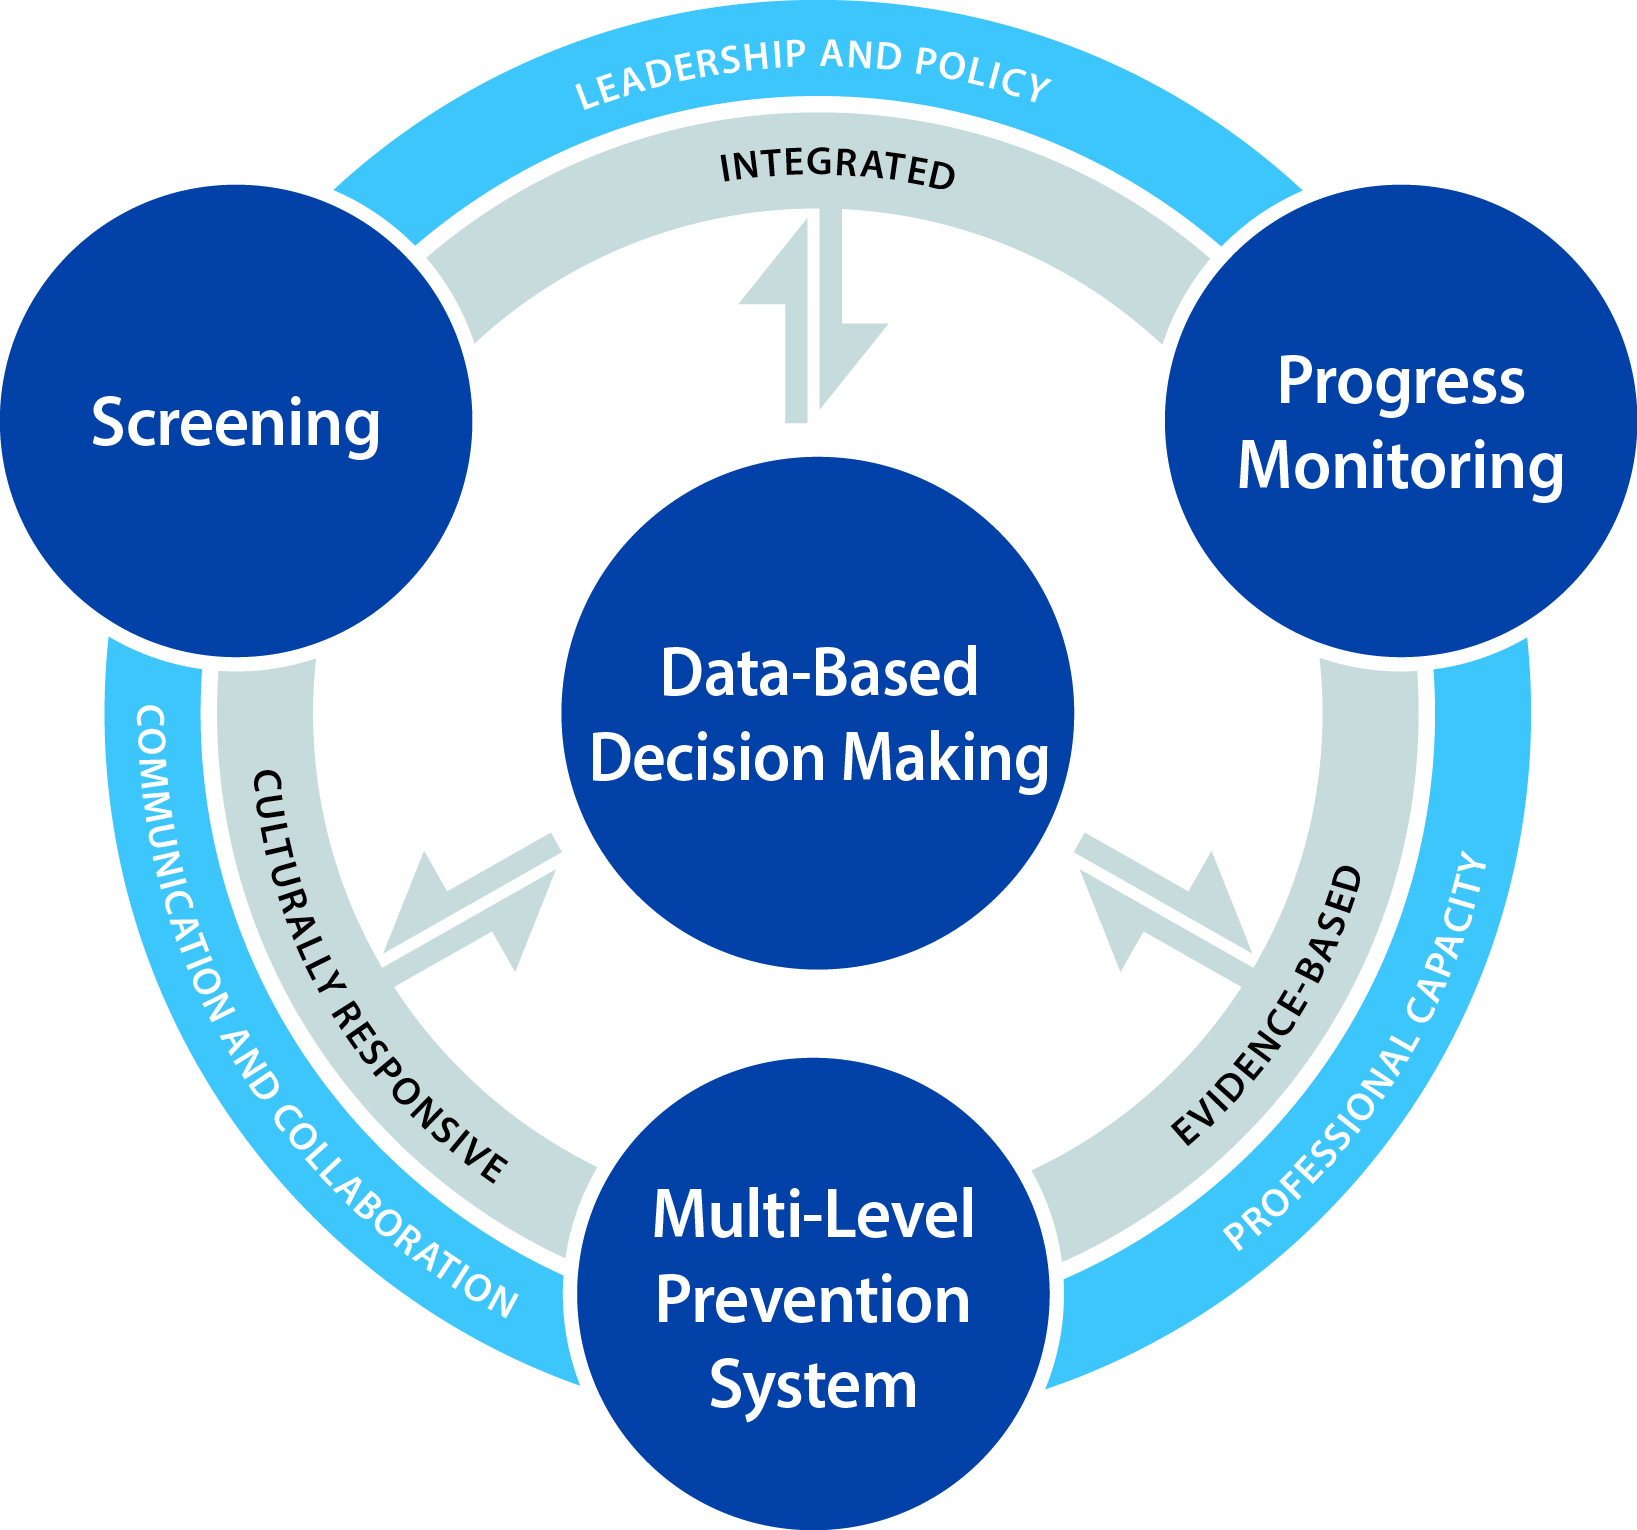 LEADERSHIP AND POLICY
INTEGRATED
Screening
Progress
Monitoring
Data-Based
Decision Making
COMMUNICATION AND COLLABORATION
CULTURALLY RESPONSIVE
EVIDENCE-BASED
PROFESSIONAL CAPACITY
Multi-Level
Prevention
System